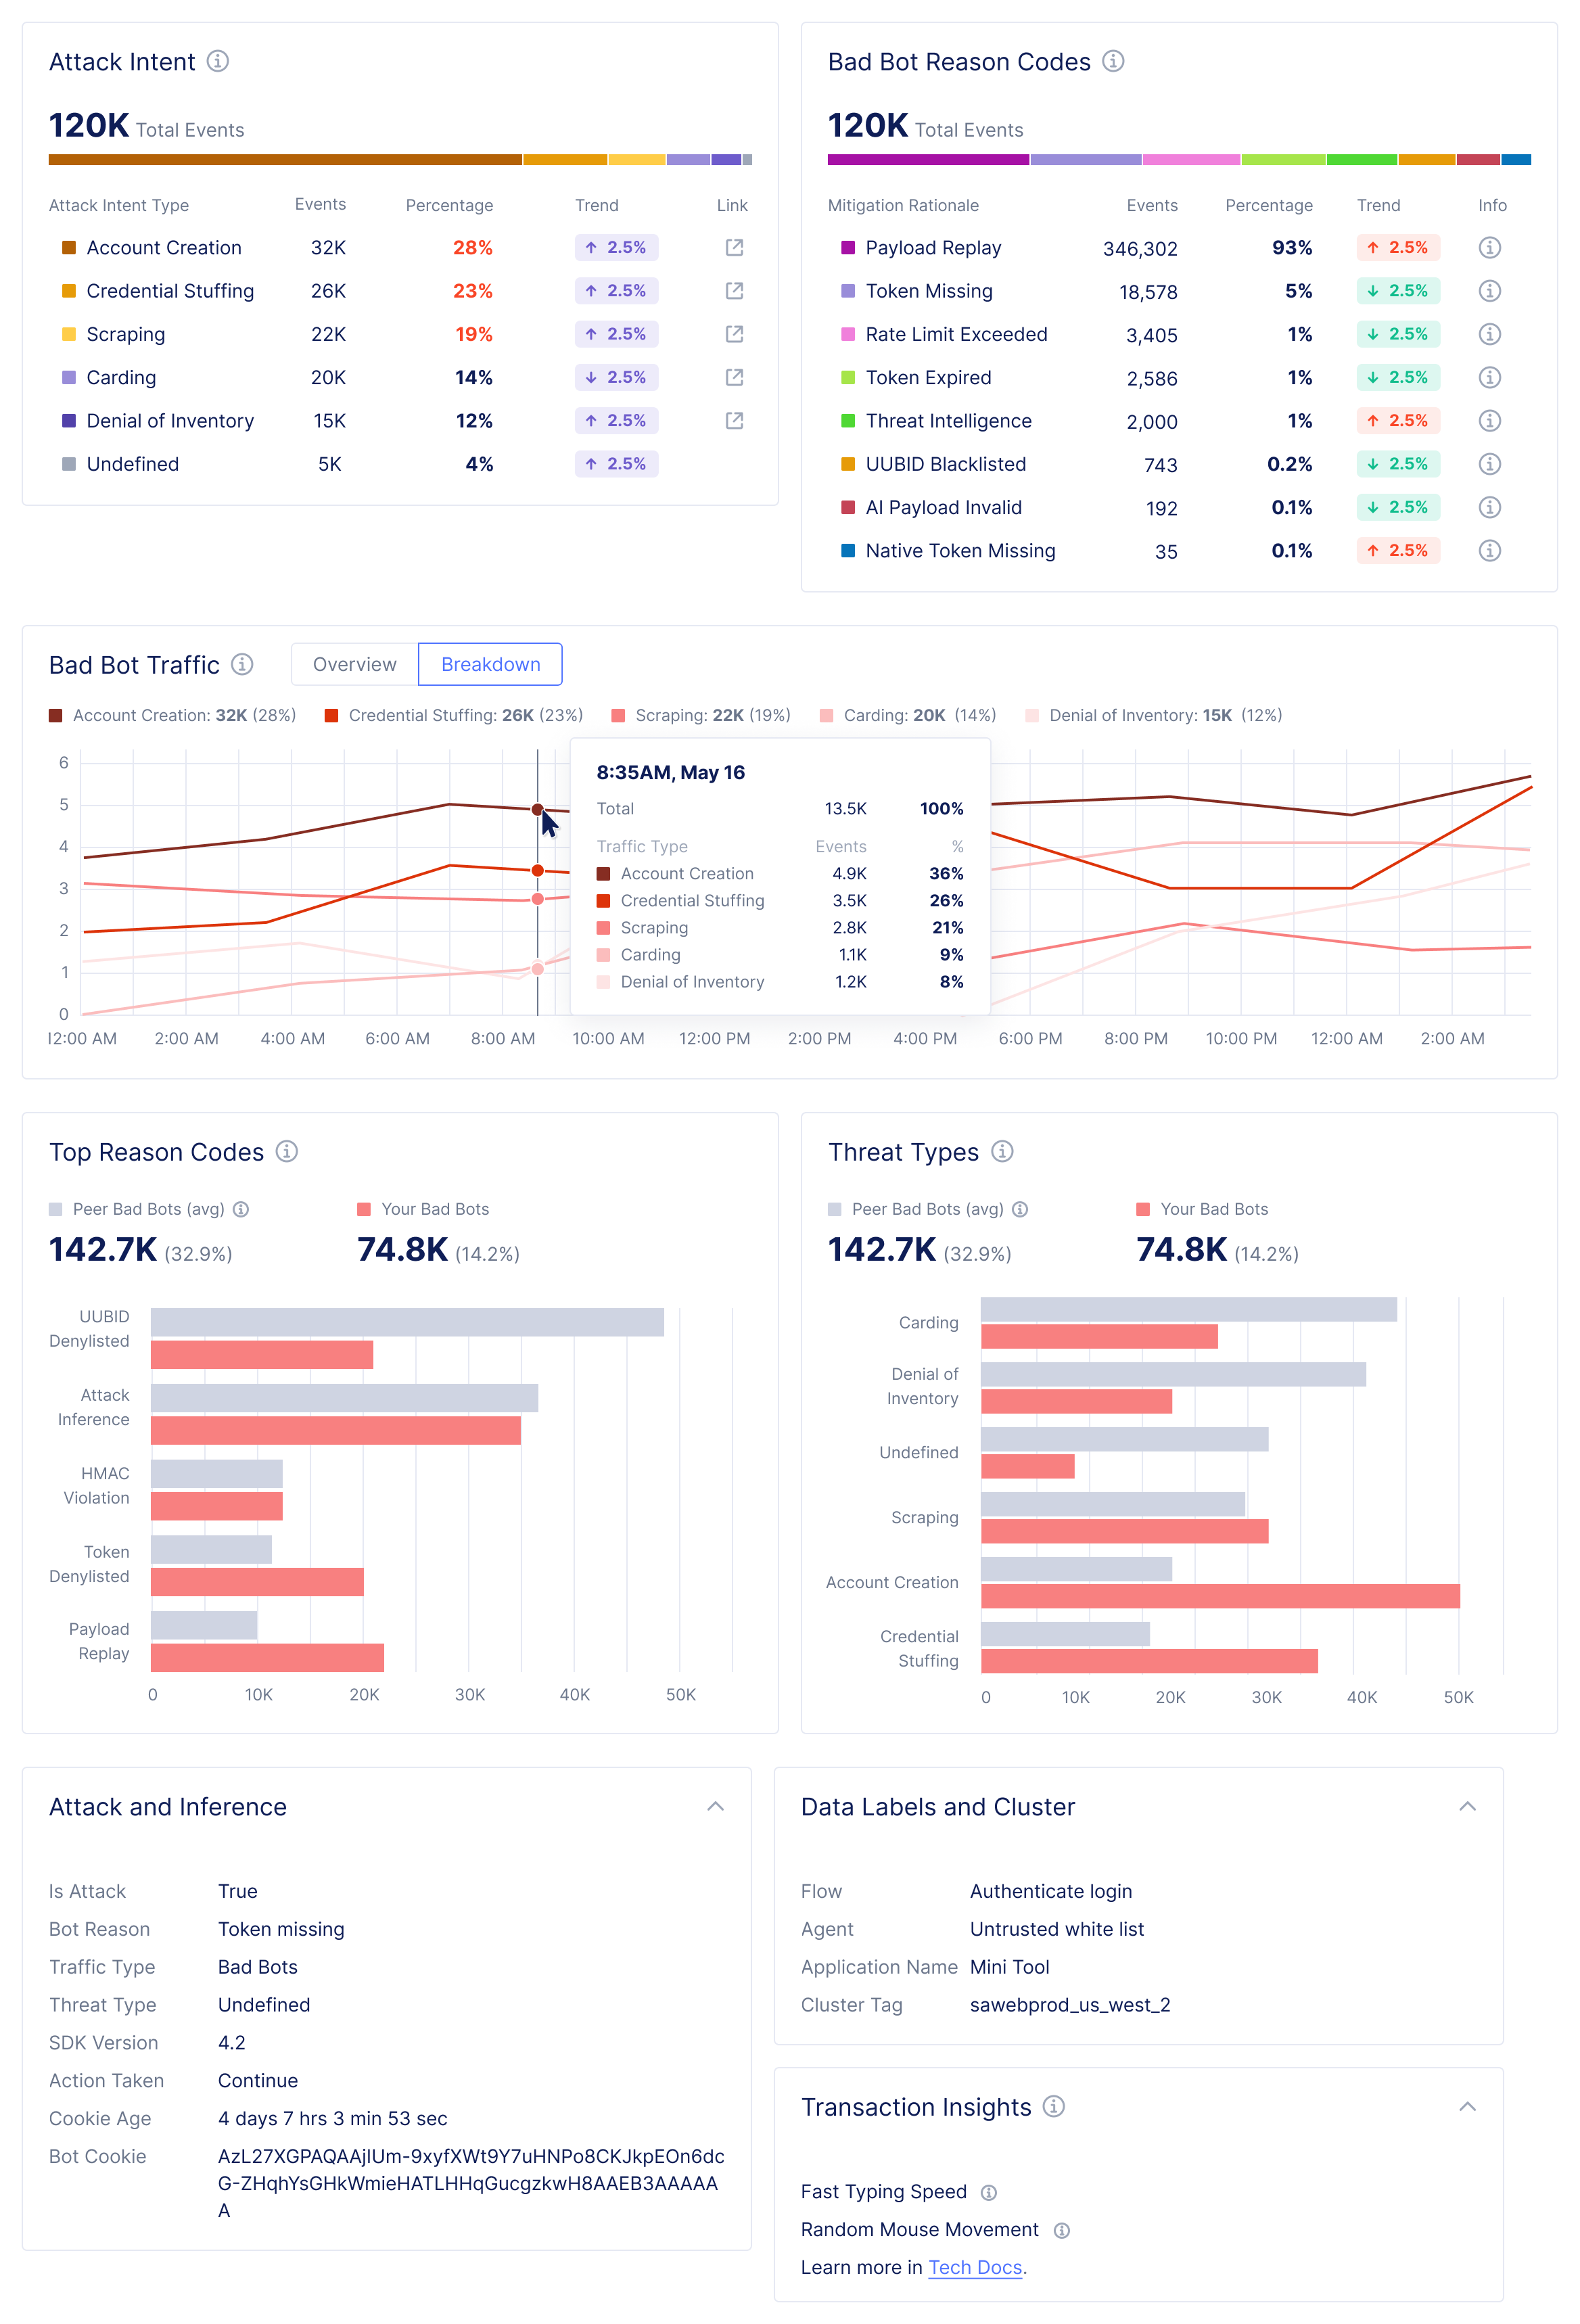 Attack Intent
120K Total Events
Attack Intent Type Events Percentage Trend Link
Account Creation 32K 28% ↑ 2.5%
Credential Stuffing 26K 23% ↑ 2.5%
Scraping 22K 19% ↑ 2.5%
Carding 20K 14% ↓ 2.5%
Denial of Inventory 15K 12% ↑ 2.5%
Undefined 5K 4% ↑ 2.5%
Bad Bot Reason Codes
120K Total Events
Mitigation Rationale Events Percentage Trend Info
Payload Replay 346,302 93% ↑ 2.5%
Token Missing 18,578 5% ↓ 2.5%
Rate Limit Exceeded 3,405 1% ↓ 2.5%
Token Expired 2,586 1% ↓ 2.5%
Threat Intelligence 2,000 1% ↑ 2.5%
UUBID Blacklisted 743 0.2% ↓ 2.5%
AI Payload Invalid 192 0.1% ↓ 2.5%
Native Token Missing 35 0.1% ↑ 2.5%
Bad Bot Traffic Overview Breakdown
Account Creation: 32K (28%) Credential Stuffing: 26K (23%) Scraping: 22K (19%) Carding: 20K (14%) Denial of Inventory: 15K (12%)
6
5
4
3
2
1
0
8:35AM, May 16
Total 13.5K 100%
Traffic Type Events %
Account Creation 4.9K 36%
Credential Stuffing 3.5K 26%
Scraping 2.8K 21%
Carding 1.1K 9%
Denial of Inventory 1.2K 8%
12:00 AM 2:00 AM 4:00 AM 6:00 AM 8:00 AM 10:00 AM 12:00 PM 2:00 PM 4:00 PM 6:00 PM 8:00 PM 10:00 PM 12:00 AM 2:00 AM
Top Reason Codes
Peer Bad Bots (avg) Your Bad Bots
142.7K (32.9%) 74.8K (14.2%)
UUBID
Denylisted
Attack
Inference
HMAC
Violation
Token
Denylisted
Payload
Replay
0 10K 20K 30K 40K 50K
Threat Types
Peer Bad Bots (avg) Your Bad Bots
142.7K (32.9%) 74.8K (14.2%)
Carding
Denial of
Inventory
Undefined
Scraping
Account Creation
Credential
Stuffing
0 10K 20K 30K 40K 50K
Attack and Inference
Is Attack True
Bot Reason Token missing
Traffic Type Bad Bots
Threat Type Undefined
SDK Version 4.2
Action Taken Continue
Cookie Age 4 days 7 hrs 3 min 53 sec
Bot Cookie AzL27XGPAQAAjlUm-9xyfXWt9Y7uHNPo8CKJkpEOn6dc
G-ZHqhYsGHkWmieHATLHHqGucgzkwH8AAEB3AAAAA
A
Data Labels and Cluster
Flow Authenticate login
Agent Untrusted white list
Application Name Mini Tool
Cluster Tag sawebprod_us_west_2
Transaction Insights
Fast Typing Speed
Random Mouse Movement
Learn more in Tech Docs.